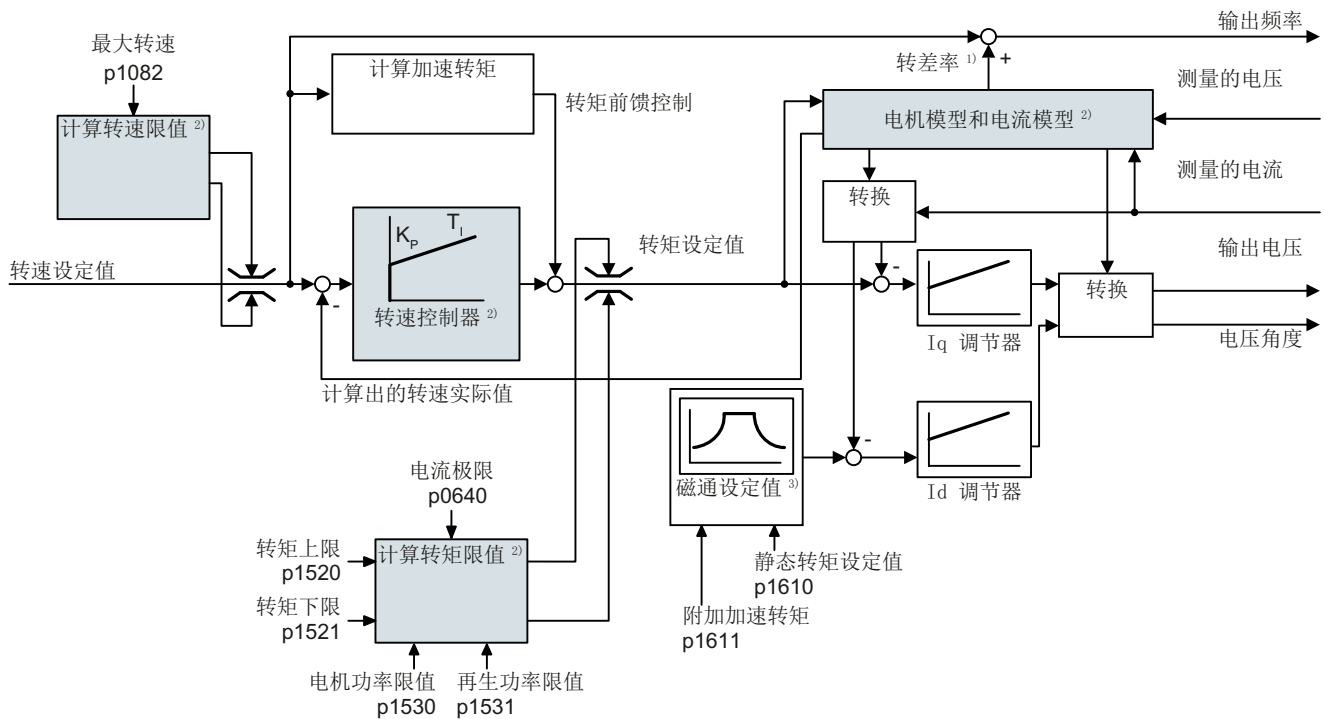 输出频率
最大转速
p1082
转差率 1)
+
计算加速转矩
测量的电压
转矩前馈控制
计算转速限值 2)
电机模型和电流模型 2)
测量的电流
转换
KP
TI
转矩设定值
输出电压
转速设定值
-
-
转换
转速控制器 2)
电压角度
Iq 调节器
计算出的转速实际值
-
电流极限
p0640
磁通设定值 3)
Id 调节器
转矩上限
p1520
计算转矩限值 2)
静态转矩设定值
p1610
转矩下限
p1521
附加加速转矩
p1611
电机功率限值
p1530
再生功率限值
p1531